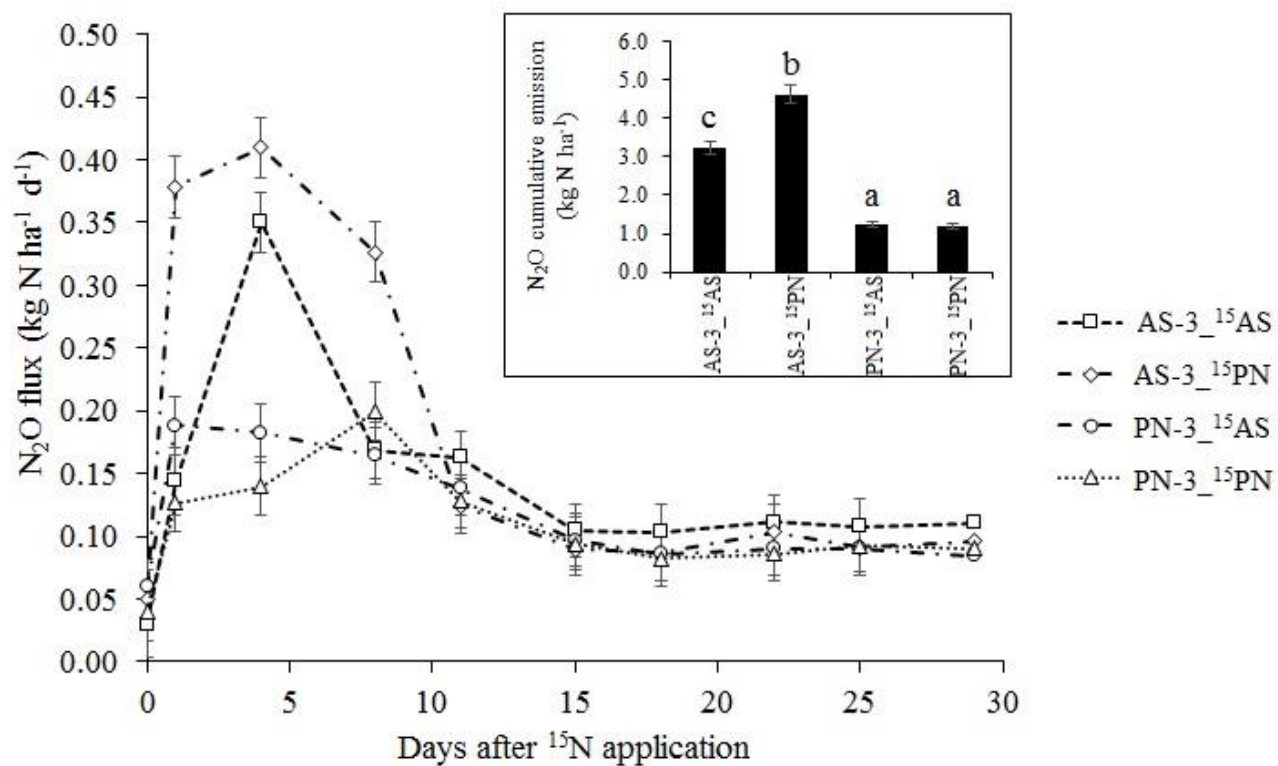 0.50
0.45
0.40
0.35
0.30
0.25
0.20
0.15
0.10
0.05
0.00
N₂O flux (kg N ha⁻¹ d⁻¹)
0 5 10 15 20 25 30
Days after ¹⁵N application
N₂O cumulative emission
(kg N ha⁻¹)
6.0
5.0
4.0
3.0
2.0
1.0
0.0
c
b
a
a
AS-3_¹⁵AS
AS-3_¹⁵PN
PN-3_¹⁵AS
PN-3_¹⁵PN
AS-3_¹⁵AS
AS-3_¹⁵PN
PN-3_¹⁵AS
PN-3_¹⁵PN